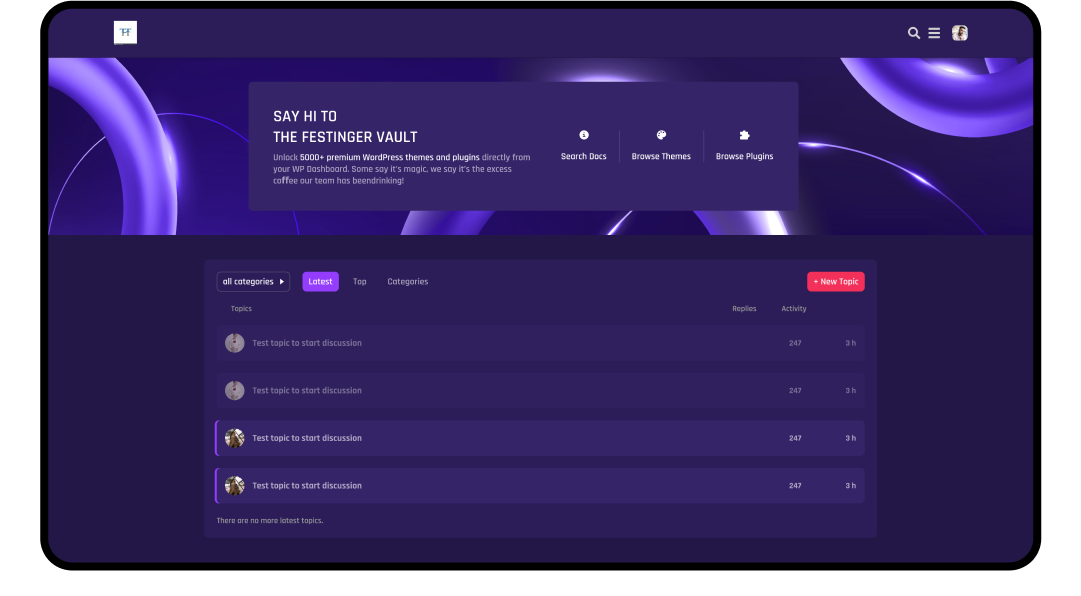 TF
SAY HI TO
THE FESTINGER VAULT
Unlock 5000+ premium WordPress themes and plugins directly from
your WP Dashboard. Some say it's magic, we say it's the excess
coffee our team has beendrinking!
Search Docs
Browse Themes
Browse Plugins
all categories
Latest
Top
Categories
+ New Topic
Topics
Replies
Activity
Test topic to start discussion 247 3 h
Test topic to start discussion 247 3 h
Test topic to start discussion 247 3 h
Test topic to start discussion 247 3 h
There are no more latest topics.